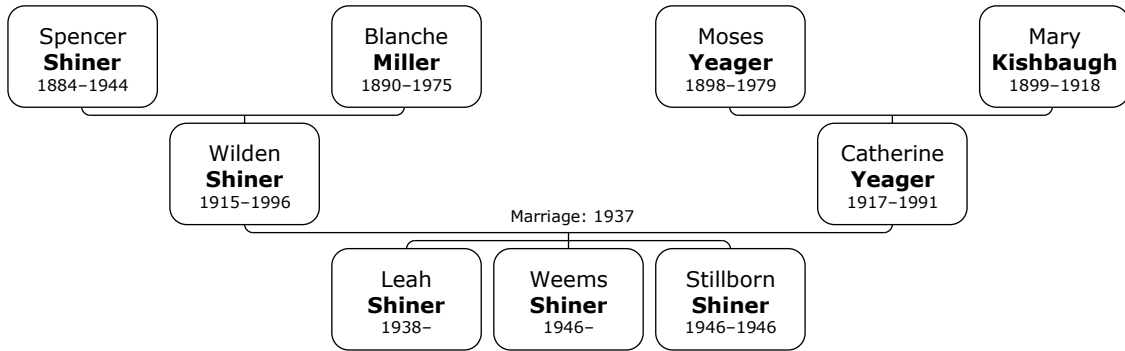 Spencer
Shiner
1884–1944
Blanche
Miller
1890–1975
Moses
Yeager
1898–1979
Mary
Kishbaugh
1899–1918
Wilden
Shiner
1915–1996
Catherine
Yeager
1917–1991
Marriage: 1937
Leah
Shiner
1938–
Weems
Shiner
1946–
Stillborn
Shiner
1946–1946